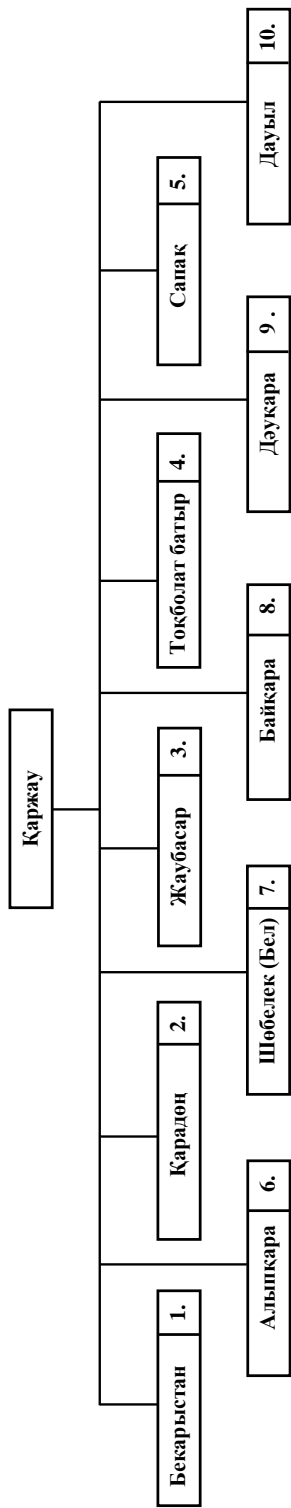 Қаржау
Бекарыстан 1.
Қарадөң 2.
Жаубасар 3.
Тоқболат батыр 4.
Сапақ 5.
Алыпқара 6.
Шөбелек (Бел) 7.
Байқара 8.
Дәуқара 9 .
Дауыл 10.